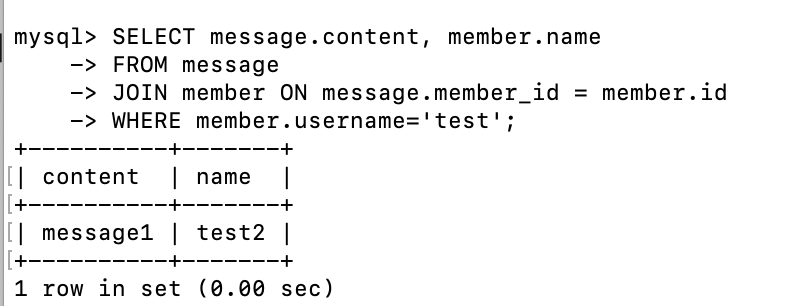 mysql> SELECT message.content, member.name
    -> FROM message
    -> JOIN member ON message.member_id = member.id
    -> WHERE member.username='test';
+----------+-------+
[| content  | name  |
[+----------+-------+
[| message1 | test2 |
[+----------+-------+
1 row in set (0.00 sec)